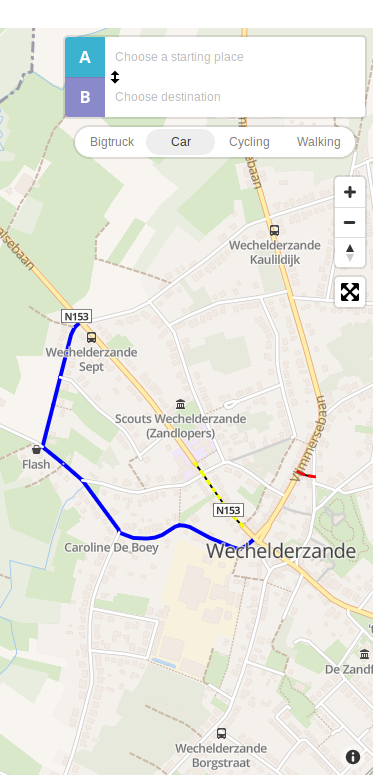 A Choose a starting place
B Choose destination
Bigtruck Car Cycling Walking
Wechelderzande
Kaulildijk
N153
Wechelderzande
Sept
Scouts Wechelderzande
(Zandlopers)
Vlimmersebaan
Flash
N153
Caroline De Boey
Wechelderzande
De Zandf
Wechelderzande
Borgstraat